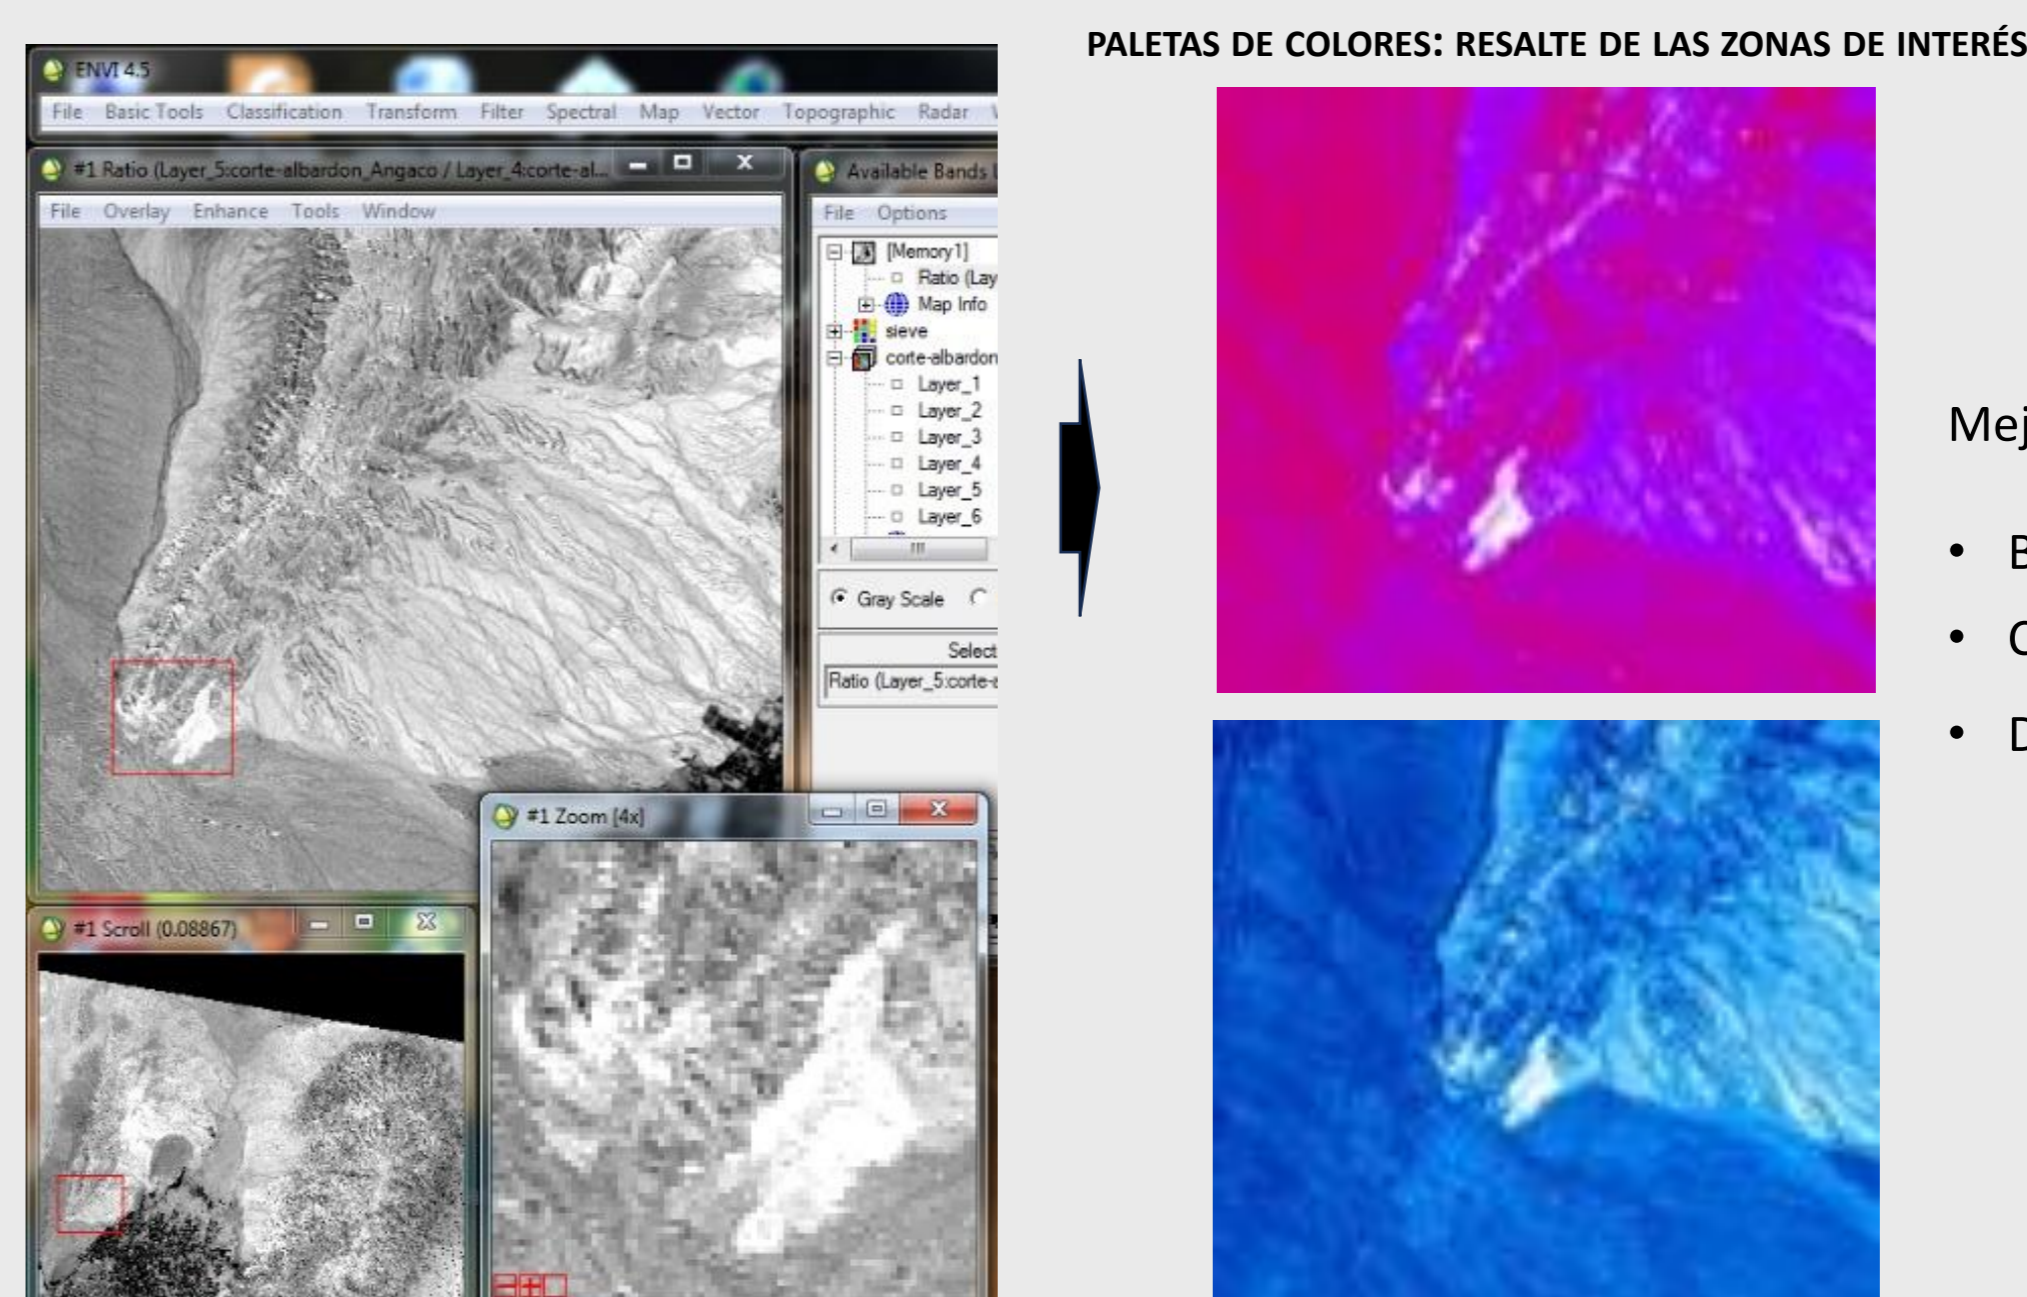 PALETAS DE COLORES: RESALTE DE LAS ZONAS DE INTERÉS
ENVI 4.5
File Basic Tools Classification Transform Filter Spectral Map Vector Topographic Radar
#1 Ratio (Layer_5:corte-albardon_Angaco / Layer_4:corte-al...
File Overlay Enhance Tools Window
Available Bands L
File Options
[Memory1]
Ratio (Lay
Map Info
sieve
corte-albardon
Layer_1
Layer_2
Layer_3
Layer_4
Layer_5
Layer_6
Gray Scale
Select
Ratio (Layer_5:corte-a
#1 Zoom [4x]
#1 Scroll (0.08867)
Mej
• B
• C
• D